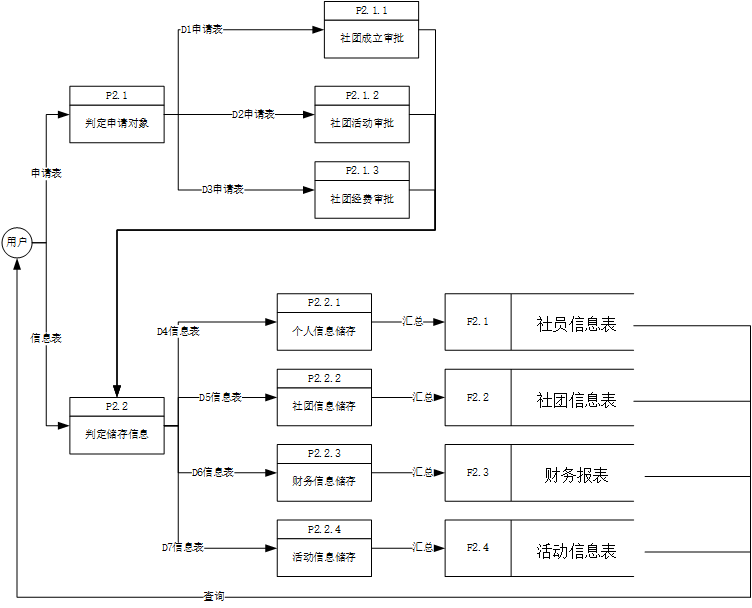 P2.1.1
社团成立审批
D1申请表
P2.1
判定申请对象
P2.1.2
社团活动审批
D2申请表
P2.1.3
社团经费审批
D3申请表
申请表
用户
信息表
P2.2
判定储存信息
D4信息表
P2.2.1
个人信息储存
汇总
F2.1
社员信息表
D5信息表
P2.2.2
社团信息储存
汇总
F2.2
社团信息表
D6信息表
P2.2.3
财务信息储存
汇总
F2.3
财务报表
D7信息表
P2.2.4
活动信息储存
汇总
F2.4
活动信息表
查询